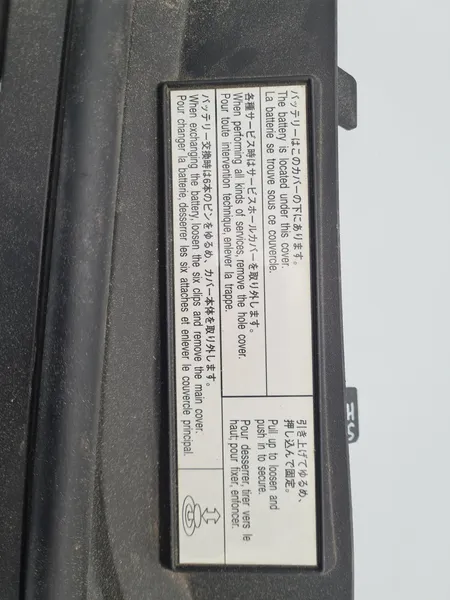 バッテリーはこのカバーの下にあります。
The battery is located under this cover.
La batterie se trouve sous ce couvercle.
各種サービス時はサービスホールカバーを取り外します。
When performing all kinds of services, remove the hole cover.
Pour toute intervention technique, enlever la trappe.
バッテリー交換時は6本のピンをゆるめ、カバー本体を取り外します。
When exchanging the battery, loosen the six clips and remove the main cover.
Pour changer la batterie, desserrer les six attaches et enlever le couvercle principal.
引き上げてゆるめ、
押し込んで固定。
Pull up to loosen and
push in to secure.
Pour desserrer, tirer vers le
haut; pour fixer, enfoncer.